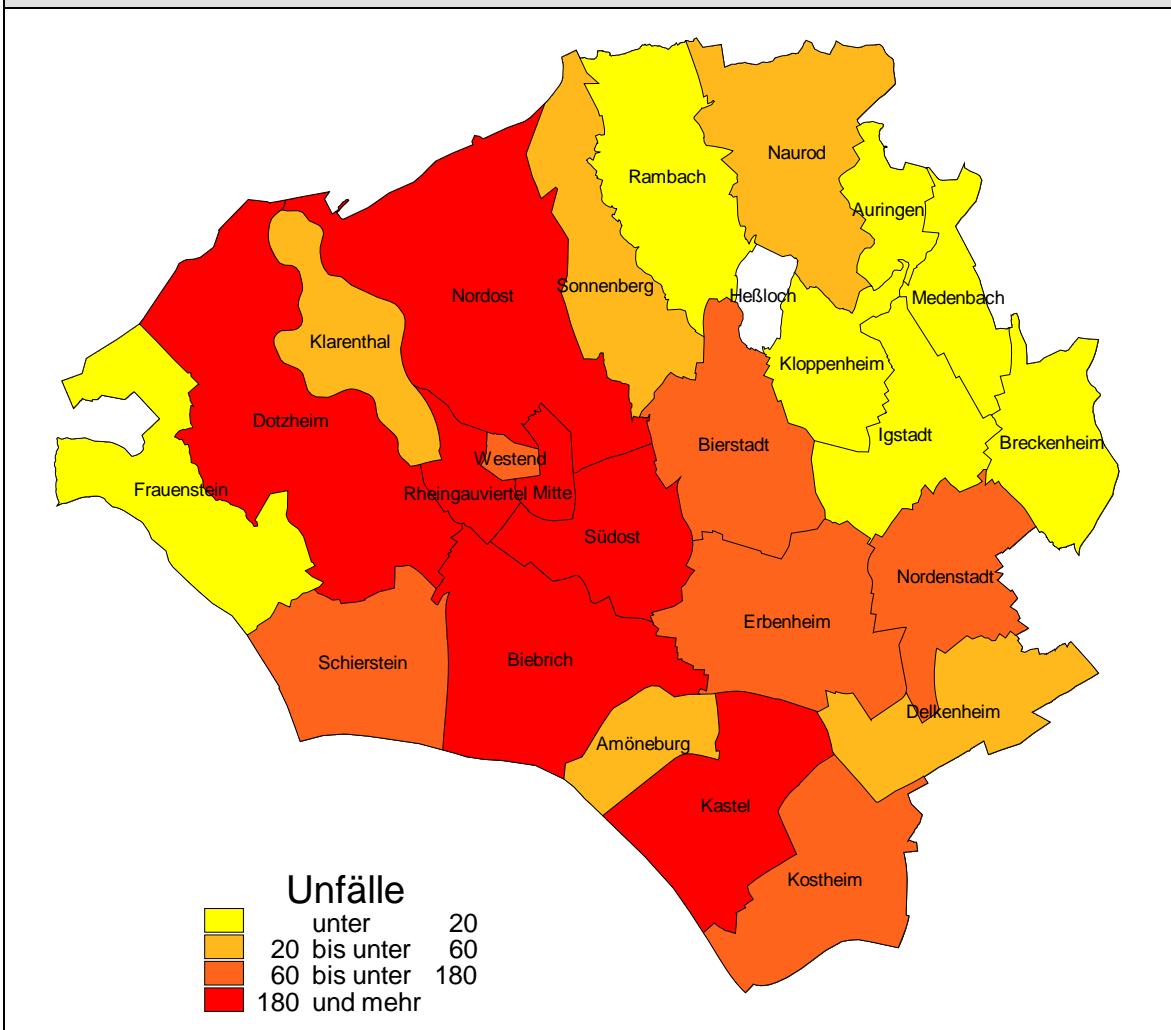 Naurod
Rambach
Auringen
Sonnenberg
Nordost
Heßloch
Medenbach
Klarenthal
Kloppenheim
Dotzheim
Igstadt
Bierstadt
Breckenheim
Westend
Frauenstein
Rheingauviertel
Mitte
Südost
Nordenstadt
Erbenheim
Schierstein
Biebrich
Delkenheim
Amöneburg
Kastel
Kostheim
Unfälle
unter 20
20 bis unter 60
60 bis unter 180
180 und mehr